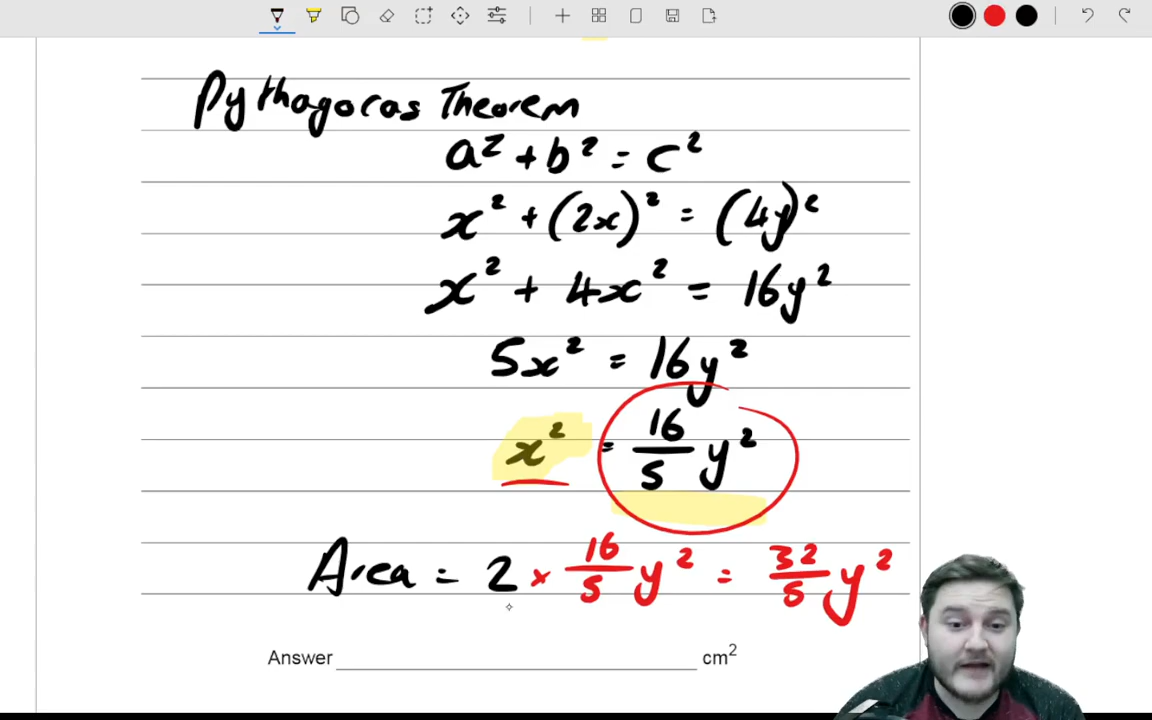 Pythagoras Theorem
a² + b² = c²
x² + (2x)² = (4y)²
x² + 4x² = 16y²
5x² = 16y²
x² = 16/5 y²
Area = 2 × 16/5 y² = 32/5 y²
Answer ____________ cm²